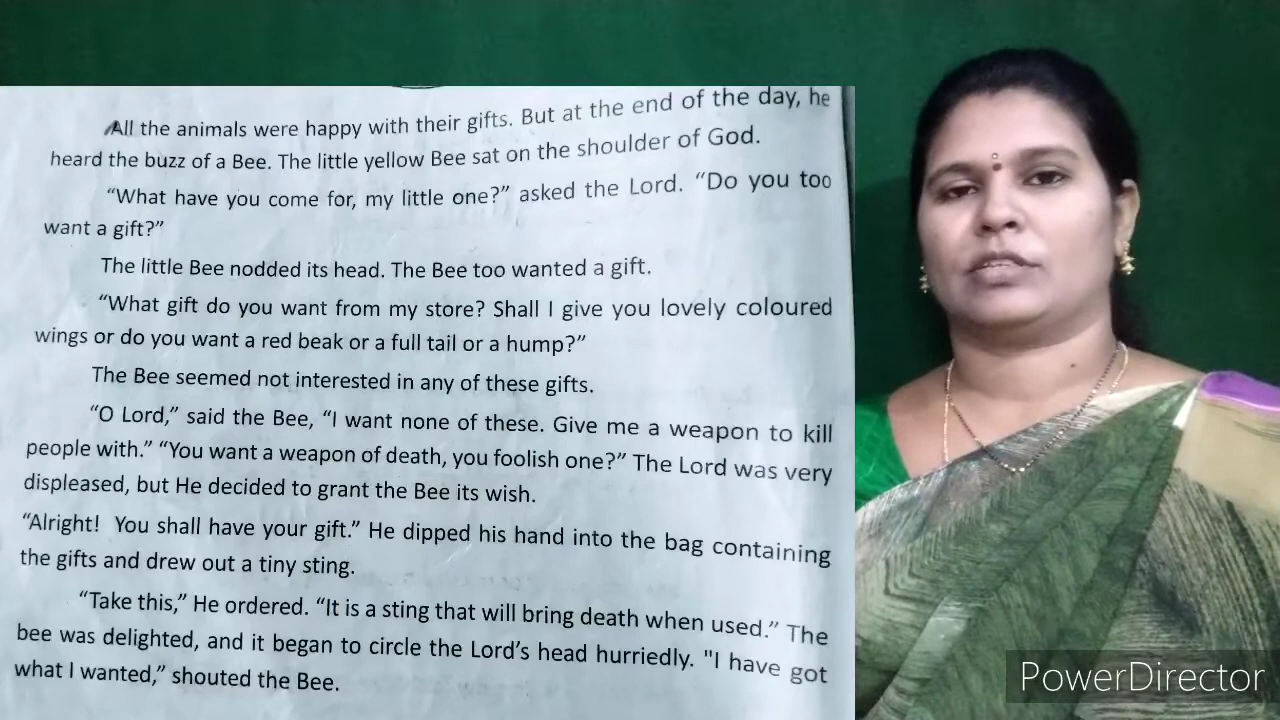 All the animals were happy with their gifts. But at the end of the day, he
heard the buzz of a Bee. The little yellow Bee sat on the shoulder of God.
“What have you come for, my little one?” asked the Lord. “Do you too
want a gift?”
The little Bee nodded its head. The Bee too wanted a gift.
“What gift do you want from my store? Shall I give you lovely coloured
wings or do you want a red beak or a full tail or a hump?”
The Bee seemed not interested in any of these gifts.
“O Lord,” said the Bee, “I want none of these. Give me a weapon to kill
people with.” “You want a weapon of death, you foolish one?” The Lord was very
displeased, but He decided to grant the Bee its wish.
“Alright! You shall have your gift.” He dipped his hand into the bag containing
the gifts and drew out a tiny sting.
“Take this,” He ordered. “It is a sting that will bring death when used.” The
bee was delighted, and it began to circle the Lord’s head hurriedly. "I have got
what I wanted,” shouted the Bee.
PowerDirector